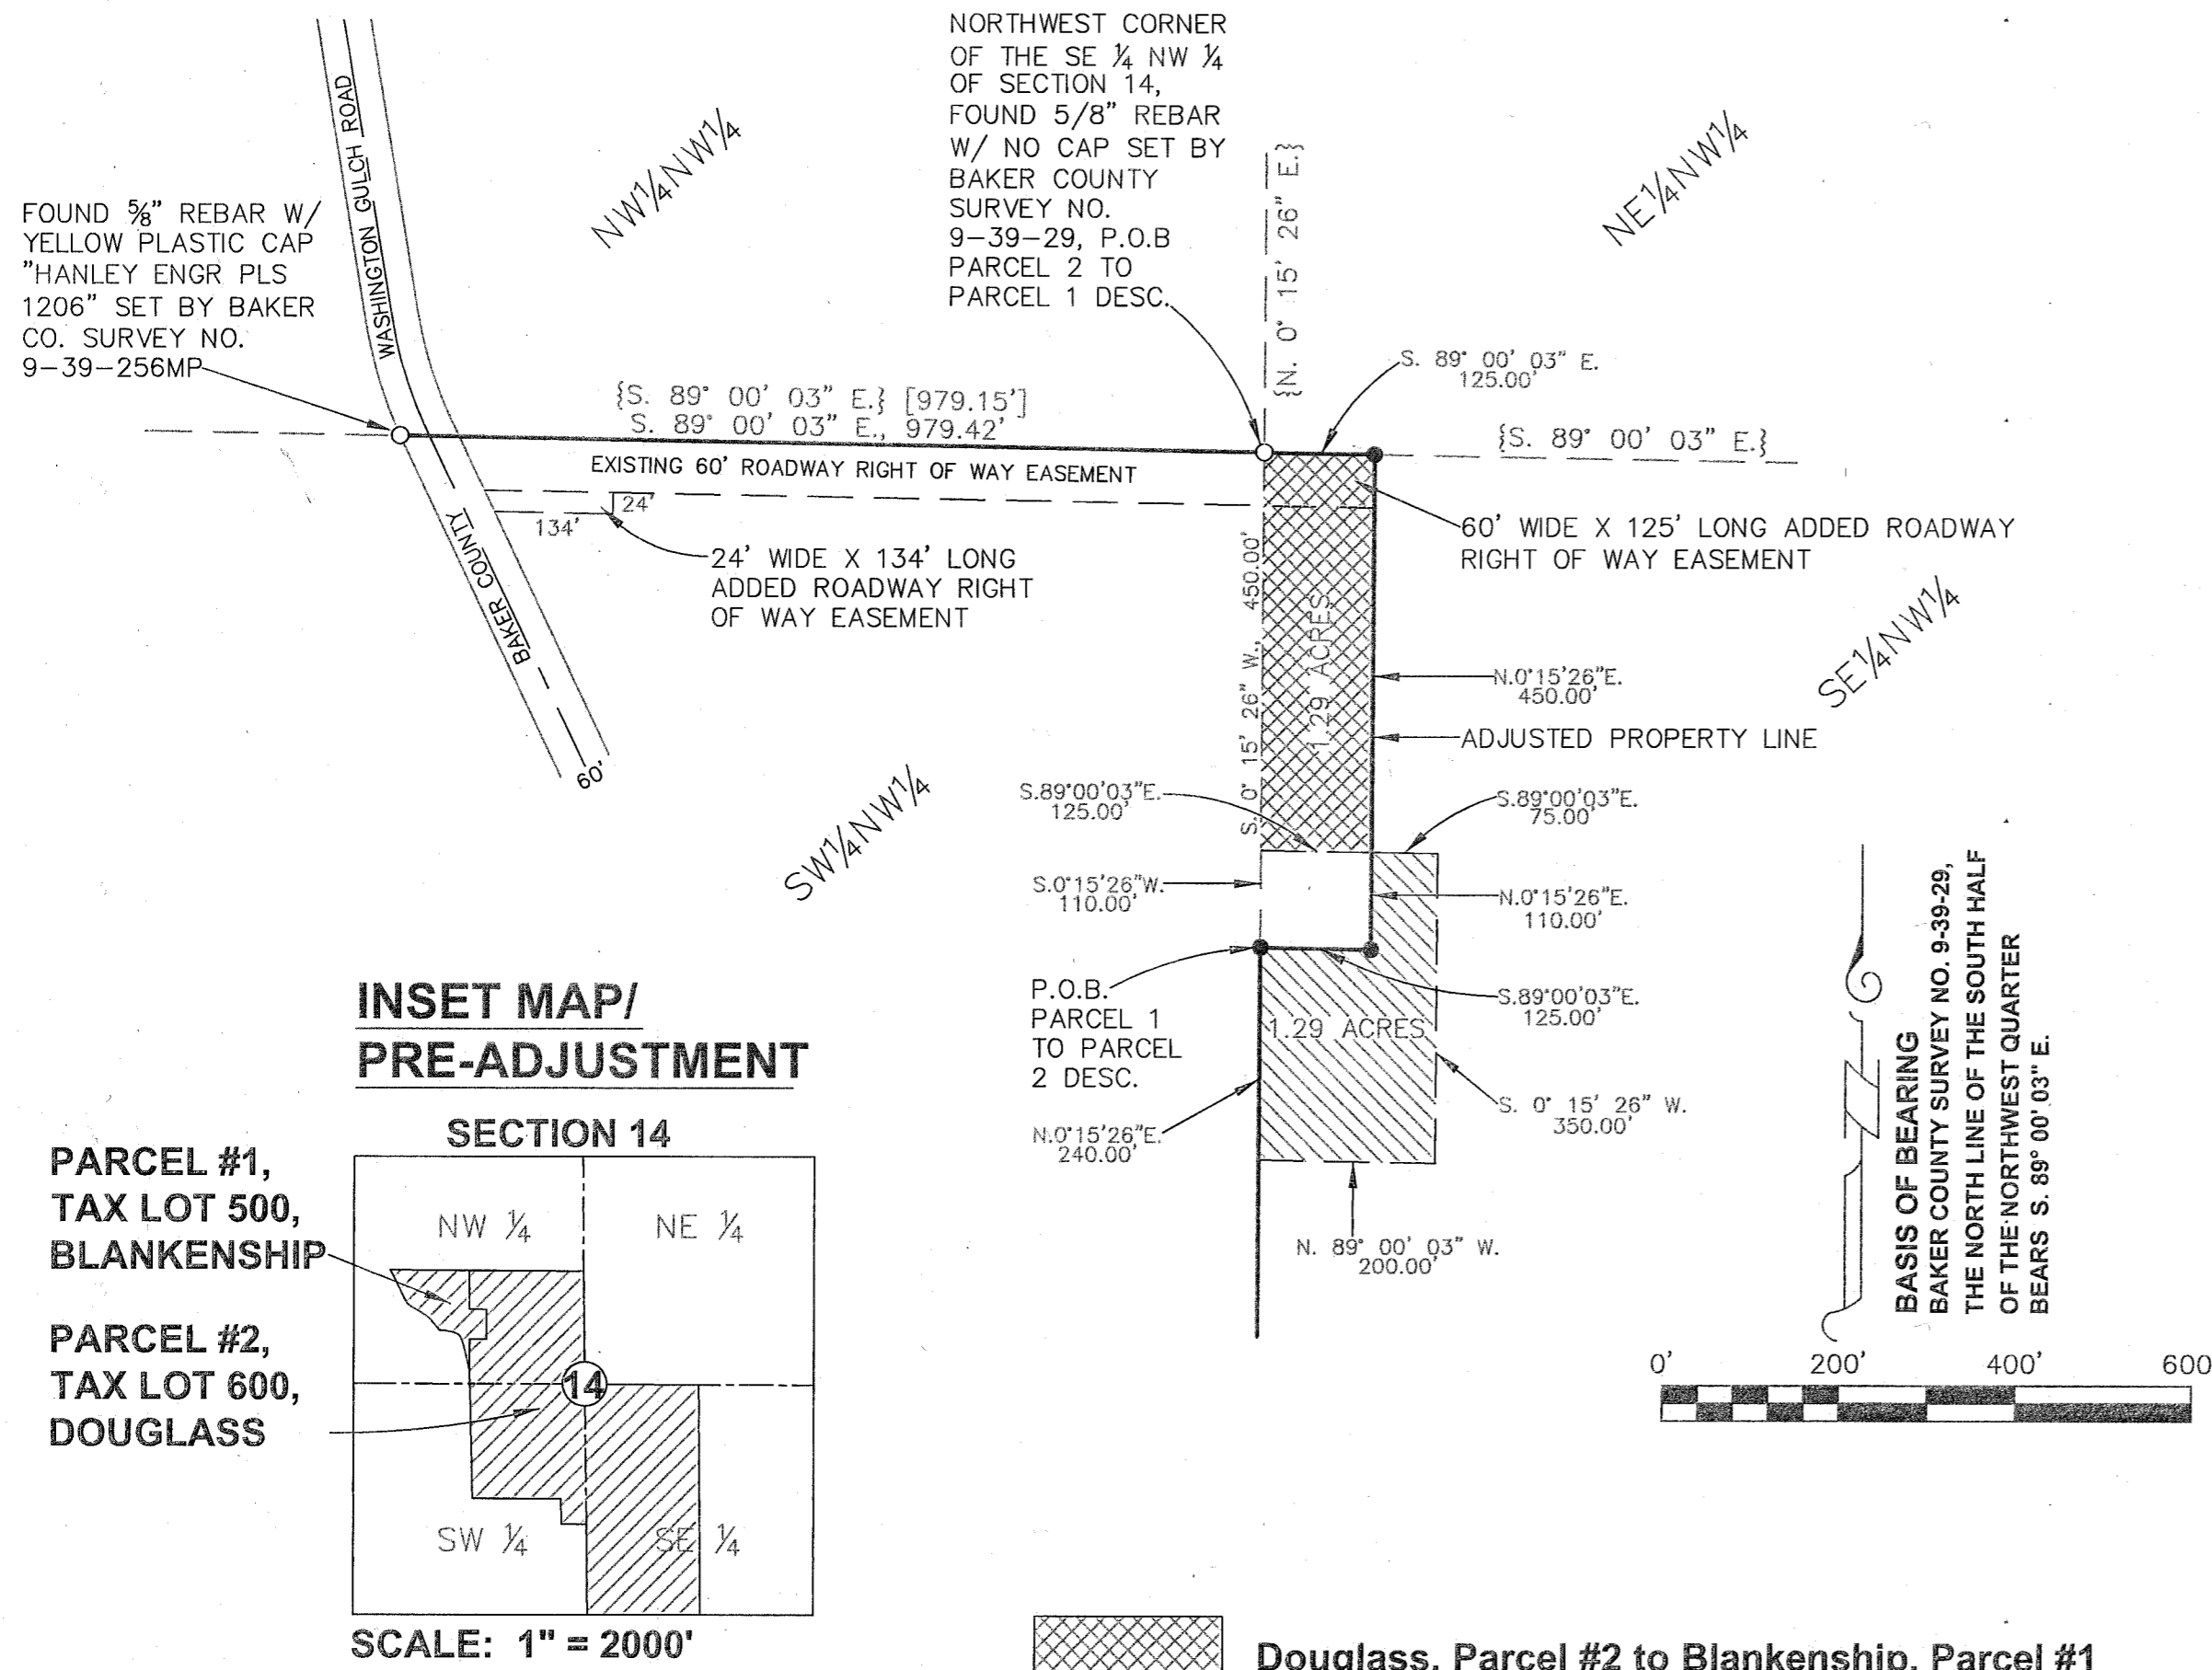 NORTHWEST CORNER
OF THE SE ¼ NW ¼
OF SECTION 14,
FOUND 5/8" REBAR
W/ NO CAP SET BY
BAKER COUNTY
SURVEY NO.
9-39-29, P.O.B
PARCEL 2 TO
PARCEL 1 DESC.
WASHINGTON GULCH ROAD
NW¼NW¼
NE¼NW¼
{N. 0° 15' 26" E.}
FOUND ⅝" REBAR W/
YELLOW PLASTIC CAP
"HANLEY ENGR PLS
1206" SET BY BAKER
CO. SURVEY NO.
9-39-256MP
S. 89° 00' 03" E.
125.00'
{S. 89° 00' 03" E.} [979.15']
S. 89° 00' 03" E., 979.42'
{S. 89° 00' 03" E.}
EXISTING 60' ROADWAY RIGHT OF WAY EASEMENT
24'
134'
24' WIDE X 134' LONG
ADDED ROADWAY RIGHT
OF WAY EASEMENT
60' WIDE X 125' LONG ADDED ROADWAY
RIGHT OF WAY EASEMENT
BAKER COUNTY
60'
S. 0° 15' 26" W., 450.00'
1.29 ACRES
SE¼NW¼
N.0°15'26"E.
450.00'
ADJUSTED PROPERTY LINE
SW¼NW¼
S.89°00'03"E.
125.00'
S.89°00'03"E.
75.00'
S.0°15'26"W.
110.00'
N.0°15'26"E.
110.00'
P.O.B.
PARCEL 1
TO PARCEL
2 DESC.
S.89°00'03"E.
125.00'
1.29 ACRES
S. 0° 15' 26" W.
350.00'
N.0°15'26"E.
240.00'
N. 89° 00' 03" W.
200.00'
BASIS OF BEARING
BAKER COUNTY SURVEY NO. 9-39-29,
THE NORTH LINE OF THE SOUTH HALF
OF THE NORTHWEST QUARTER
BEARS S. 89° 00' 03" E.
0' 200' 400' 600
INSET MAP/
PRE-ADJUSTMENT
SECTION 14
PARCEL #1,
TAX LOT 500,
BLANKENSHIP
PARCEL #2,
TAX LOT 600,
DOUGLASS
NW ¼
NE ¼
14
SW ¼
SE ¼
SCALE: 1" = 2000'
Douglass, Parcel #2 to Blankenship, Parcel #1